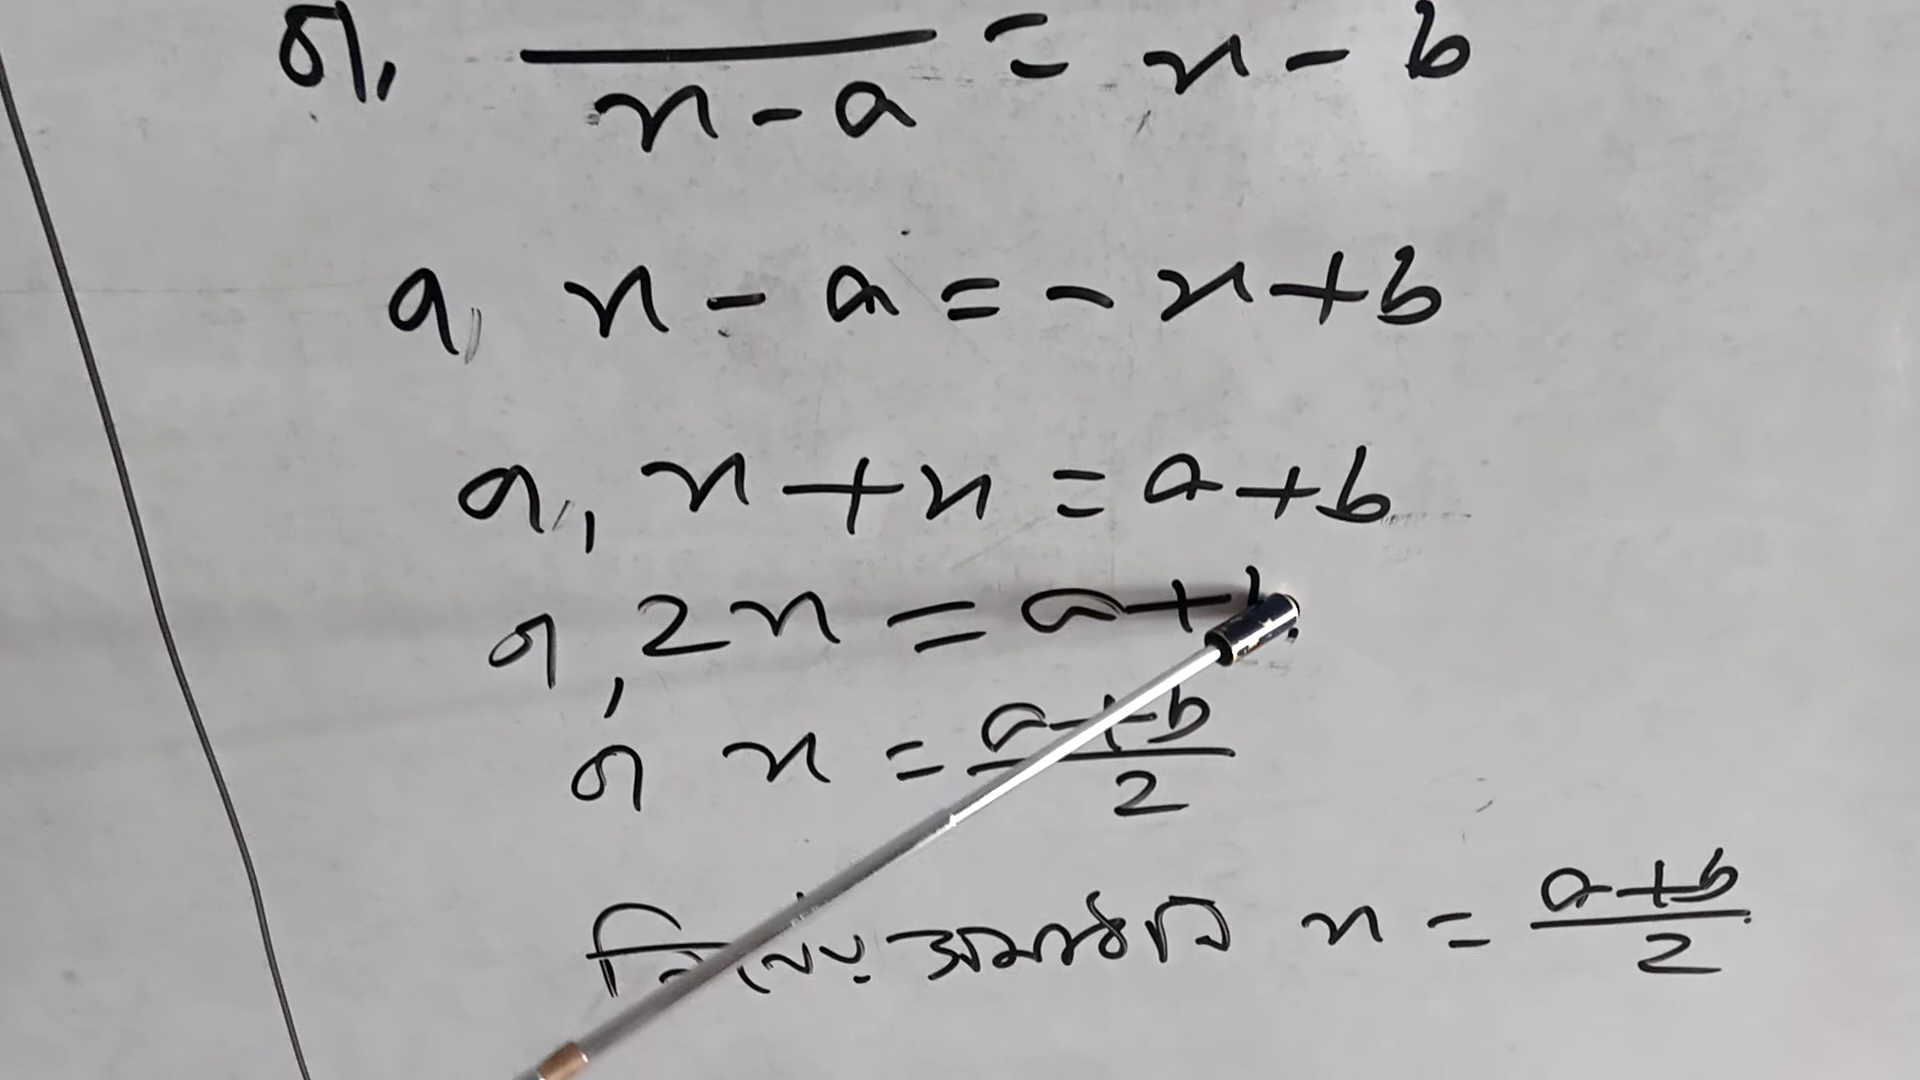 বা, ――― = x - b
x - a
বা, x - a = - x + b
বা, x + x = a + b
বা, 2x = a +
বা x = a+b/2
নির্ণেয় সমাধান x = a+b/2